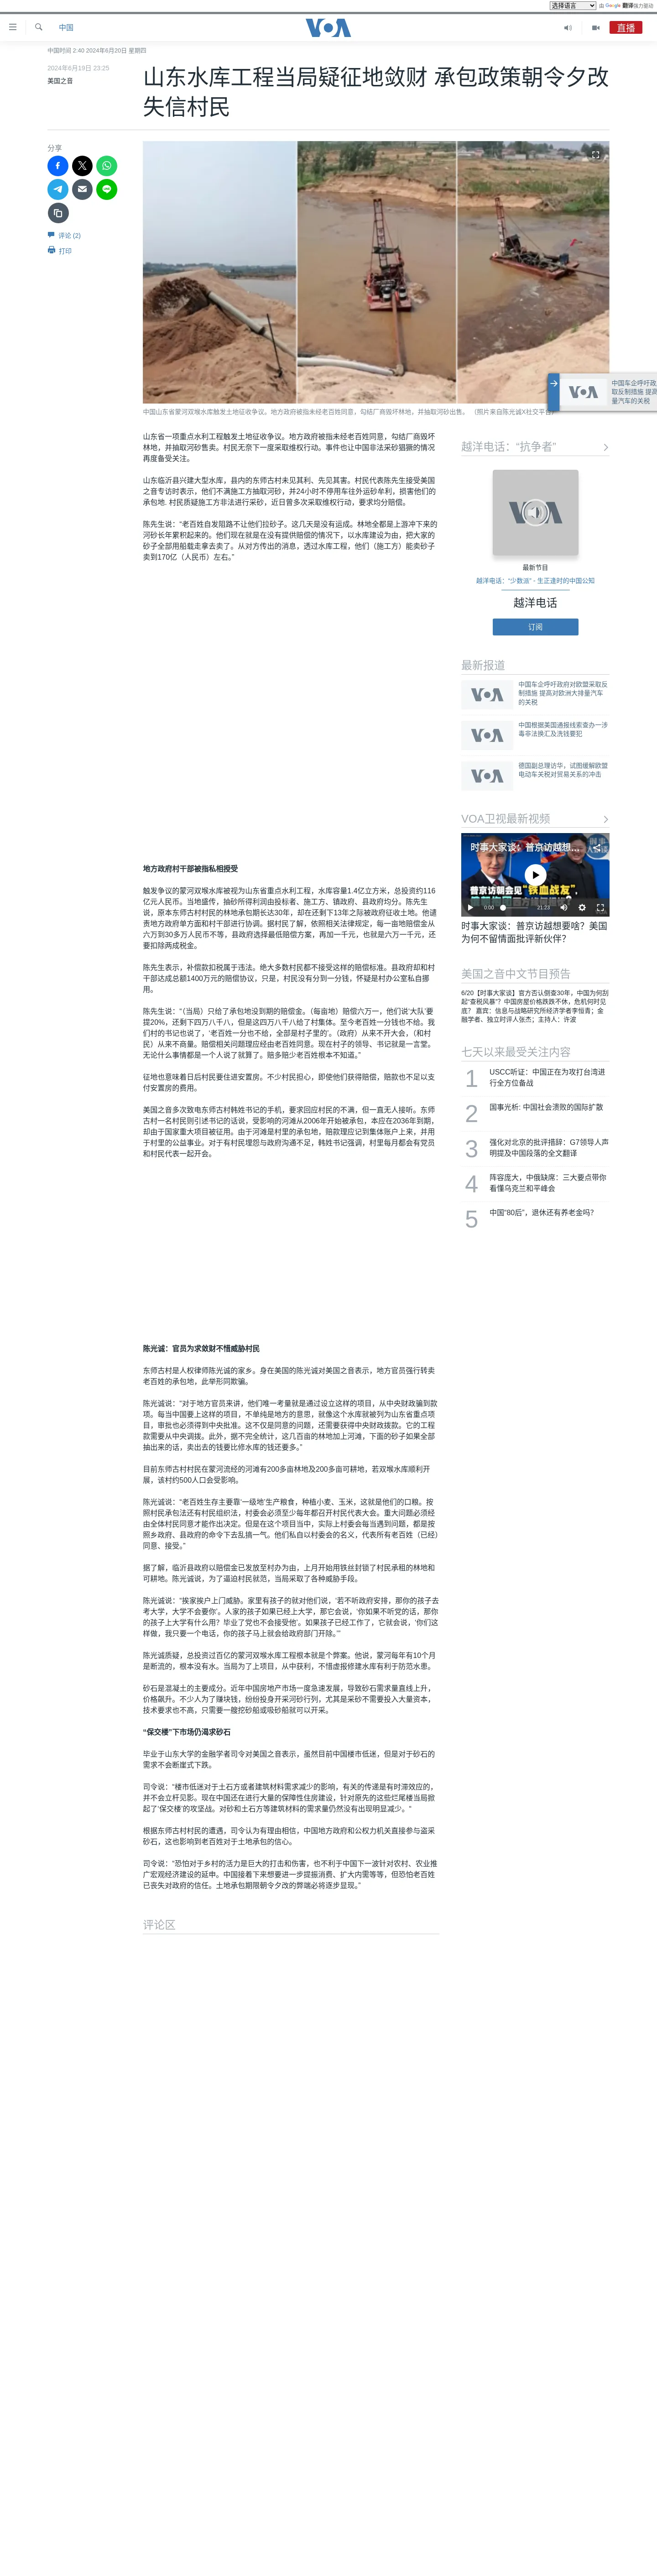 选择语言 由 Google 翻译强力驱动
中国
VOA
直播
中国时间 2:40 2024年6月20日 星期四
2024年6月19日 23:25
美国之音
山东水库工程当局疑征地敛财 承包政策朝令夕改
失信村民
分享
评论 (2)
打印
中国山东省蒙河双堠水库触发土地征收争议。地方政府被指未经老百姓同意,勾结厂商毁坏林地,并抽取河砂出售。 (照片来自陈光诚X社交平台)
中国车企呼吁政
取反制措施 提高
量汽车的关税
山东省一项重点水利工程触发土地征收争议。地方政府被指未经老百姓同意,勾结厂商毁坏
林地,并抽取河砂售卖。村民无奈下一度采取维权行动。事件也让中国非法采砂猖獗的情况
再度备受关注。
山东临沂县兴建大型水库,县内的东师古村未见其利、先见其害。村民代表陈先生接受美国
之音专访时表示,他们不满施工方抽取河砂,并24小时不停用车往外运砂牟利,损害他们的
承包地. 村民质疑施工方非法进行采砂,近日曾多次采取维权行动,要求均分赔偿。
陈先生说:“老百姓自发阻路不让他们拉砂子。这几天是没有运成。林地全都是上游冲下来的
河砂长年累积起来的。他们现在就是在没有提供赔偿的情况下,以水库建设为由,把大家的
砂子全部用船载走拿去卖了。从对方传出的消息,透过水库工程,他们(施工方)能卖砂子
卖到170亿(人民币）左右。”
地方政府村干部被指私相授受
触发争议的蒙河双堠水库被视为山东省重点水利工程,水库容量1.4亿立方米,总投资约116
亿元人民币。当地盛传,抽砂所得利润由投标者、施工方、镇政府、县政府均分。陈先生
说,原本东师古村村民的林地承包期长达30年,却在还剩下13年之际被政府征收土地。他谴
责地方政府单方面和村干部进行协调。据村民了解,依照相关法律规定,每一亩地赔偿金从
六万到30多万人民币不等,县政府选择最低赔偿方案,再加一千元,也就是六万一千元,还
要扣除两成税金。
陈先生表示,补偿款扣税属于违法。绝大多数村民都不接受这样的赔偿标准。县政府却和村
干部达成总额1400万元的赔偿协议,只是,村民没有分到一分钱,怀疑是村办公室私自挪
用。
陈先生说:“（当局）只给了承包地没到期的赔偿金。(每亩地）赔偿六万一,他们说‘大队’要
提20%,还剩下四万八千八,但是这四万八千八给了村集体。至今老百姓一分钱也不给。我
们村的书记也说了,‘老百姓一分也不给,全部是村子里的’。（政府）从来不开大会,（和村
民）从来不商量。赔偿相关问题理应经由老百姓同意。现在村子的领导、书记就是一言堂。
无论什么事情都是一个人说了就算了。赔多赔少老百姓根本不知道。”
征地也意味着日后村民要往进安置房。不少村民担心,即使他们获得赔偿,赔款也不足以支
付安置房的费用。
美国之音多次致电东师古村韩姓书记的手机,要求回应村民的不满,但一直无人接听。东师
古村一名村民则引述书记的话说,受影响的河滩从2006年开始被承包,本应在2036年到期,
却由于国家重大项目被征用。由于河滩是村里的承包地,赔款理应记到集体账户上来,并用
于村里的公益事业。对于有村民埋怨与政府沟通不足,韩姓书记强调,村里每月都会有党员
和村民代表一起开会。
陈光诚：官员为求敛财不惜威胁村民
东师古村是人权律师陈光诚的家乡。身在美国的陈光诚对美国之音表示,地方官员强行转卖
老百姓的承包地,此举形同欺骗。
陈光诚说:“对于地方官员来讲,他们唯一考量就是通过设立这样的项目,从中央财政骗到款
项。每当中国要上这样的项目,不单纯是地方的意思,就像这个水库就被列为山东省重点项
目,审批也必须得到中央批准。这不仅是同意的问题,还需要获得中央财政拨款。它的工程
款需要从中央调拨。此外,据不完全统计,这几百亩的林地加上河滩,下面的砂子如果全部
抽出来的话,卖出去的钱要比修水库的钱还要多。”
目前东师古村村民在蒙河流经的河滩有200多亩林地及200多亩可耕地,若双堠水库顺利开
展,该村约500人口会受影响。
陈光诚说:“老百姓生存主要靠‘一级地’生产粮食,种植小麦、玉米,这就是他们的口粮。按
照村民承包法还有村民组织法,村委会必须至少每年都召开村民代表大会。重大问题必须经
由全体村民同意才能作出决定。但是在这个项目当中,实际上村委会每当遇到问题,都是按
照乡政府、县政府的命令下去乱搞一气。他们私自以村委会的名义,代表所有老百姓（已经）
同意、接受。”
据了解,临沂县政府以赔偿金已发放至村办为由,上月开始用铁丝封锁了村民承租的林地和
可耕地。陈光诚说,为了逼迫村民就范,当局采取了各种威胁手段。
陈光诚说:“挨家挨户上门威胁。家里有孩子的就对他们说,‘若不听政府安排,那你的孩子去
考大学,大学不会要你’。人家的孩子如果已经上大学,那它会说,‘你如果不听党的话,那你
的孩子上大学有什么用？毕业了党也不会接受他’。如果孩子已经工作了,它就会说,‘你们这
样做,我只要一个电话,你的孩子马上就会给政府部门开除。’”
陈光诚质疑,总投资过百亿的蒙河双堠水库工程根本就是个弊案。他说,蒙河每年有10个月
是断流的,根本没有水。当局为了上项目,从中获利,不惜虚报修建水库有利于防范水患。
砂石是混凝土的主要成分。近年中国房地产市场一度急速发展,导致砂石需求量直线上升,
价格飙升。不少人为了赚块钱,纷纷投身开采河砂行列,尤其是采砂不需要投入大量资本,
技术要求也不高,只需要一艘挖砂船或吸砂船就可以开采。
“保交楼”下市场仍渴求砂石
毕业于山东大学的金融学者司令对美国之音表示,虽然目前中国楼市低迷,但是对于砂石的
需求不会断崖式下跌。
司令说:“楼市低迷对于土石方或者建筑材料需求减少的影响,有关的传递是有时滞效应的,
并不会立杆见影。现在中国还在进行大量的保障性住房建设,针对原先的这些烂尾楼当局掀
起了‘保交楼’的攻坚战。对砂和土石方等建筑材料的需求量仍然没有出现明显减少。”
根据东师古村村民的遭遇,司令认为有理由相信,中国地方政府和公权力机关直接参与盗采
砂石,这也影响到老百姓对于土地承包的信心。
司令说:“恐怕对于乡村的活力是巨大的打击和伤害,也不利于中国下一波针对农村、农业推
广宏观经济建设的延申。中国接着下来想要进一步提振消费、扩大内需等等,但恐怕老百姓
已丧失对政府的信任。土地承包期限朝令夕改的弊端必将逐步显现。”
评论区
越洋电话：“抗争者”
VOA
最新节目
越洋电话：“少数派” - 生正逢时的中国公知
越洋电话
订阅
最新报道
中国车企呼吁政府对欧盟采取反
制措施 提高对欧洲大排量汽车
的关税
中国根据美国通报线索查办一涉
毒非法换汇及洗钱要犯
德国副总理访华，试图缓解欧盟
电动车关税对贸易关系的冲击
VOA卫视最新视频
时事大家谈：普京访越想...
普京访朝会见“铁血战友”，
0:00 21:23
时事大家谈：普京访越想要啥？美国
为何不留情面批评新伙伴?
美国之音中文节目预告
6/20【时事大家谈】官方否认倒查30年，中国为何刮
起“查税风暴”？中国房屋价格跌跌不休，危机何时见
底？ 嘉宾：信息与战略研究所经济学者李恒青；金
融学者、独立时评人张杰；主持人：许波
七天以来最受关注内容
1 USCC听证：中国正在为攻打台湾进
行全方位备战
2 国事光析: 中国社会溃败的国际扩散
3 强化对北京的批评措辞：G7领导人声
明提及中国段落的全文翻译
4 阵容庞大，中俄缺席：三大要点带你
看懂乌克兰和平峰会
5 中国“80后”，退休还有养老金吗?